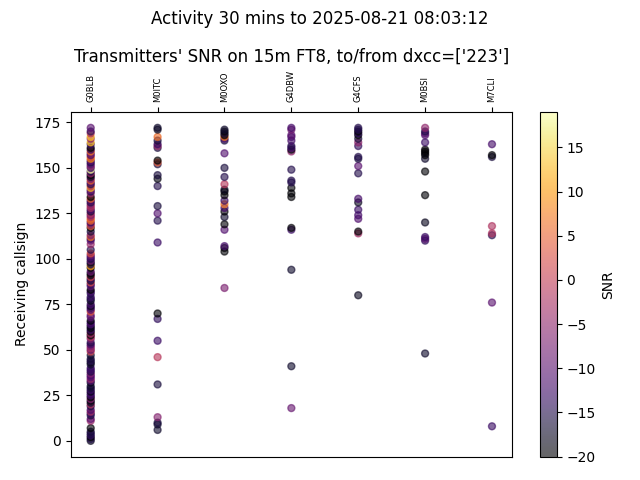 Activity 30 mins to 2025-08-21 08:03:12
Transmitters' SNR on 15m FT8, to/from dxcc=['223']
G0BLB
M0ITC
M0OXO
G4DBW
G4CFS
M0BSI
M7CLI
175
150
125
100
75
50
25
0
Receiving callsign
15
10
5
0
−5
−10
−15
−20
SNR